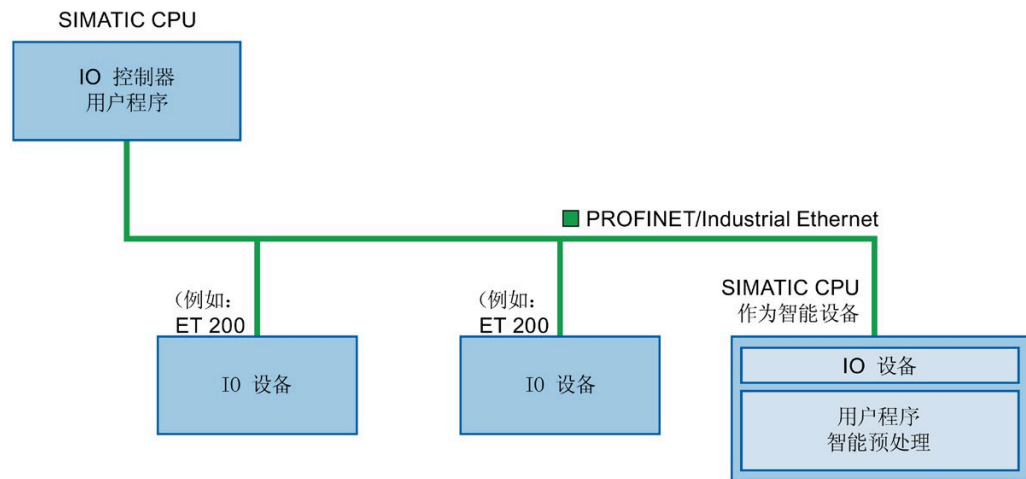 SIMATIC CPU
IO 控制器
用户程序
PROFINET/Industrial Ethernet
（例如：
ET 200
（例如：
ET 200
SIMATIC CPU
作为智能设备
IO 设备
IO 设备
IO 设备
用户程序
智能预处理